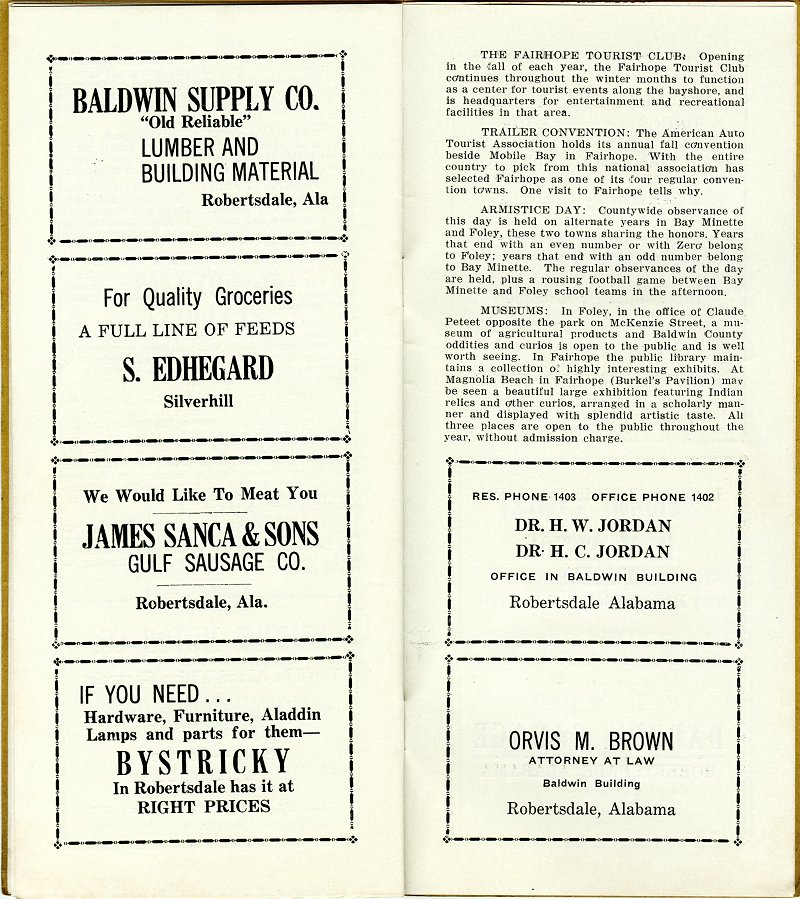 BALDWIN SUPPLY CO.
"Old Reliable"
LUMBER AND
BUILDING MATERIAL
Robertsdale, Ala
For Quality Groceries
A FULL LINE OF FEEDS
S. EDHEGARD
Silverhill
We Would Like To Meat You
JAMES SANCA & SONS
GULF SAUSAGE CO.
Robertsdale, Ala.
IF YOU NEED . . .
Hardware, Furniture, Aladdin
Lamps and parts for them—
BYSTRICKY
In Robertsdale has it at
RIGHT PRICES
THE FAIRHOPE TOURIST CLUB: Opening
in the fall of each year, the Fairhope Tourist Club
continues throughout the winter months to function
as a center for tourist events along the bayshore, and
is headquarters for entertainment and recreational
facilities in that area.
TRAILER CONVENTION: The American Auto
Tourist Association holds its annual fall convention
beside Mobile Bay in Fairhope. With the entire
country to pick from this national association has
selected Fairhope as one of its four regular conven-
tion towns. One visit to Fairhope tells why.
ARMISTICE DAY: Countywide observance of
this day is held on alternate years in Bay Minette
and Foley, these two towns sharing the honors. Years
that end with an even number or with Zero belong
to Foley; years that end with an odd number belong
to Bay Minette. The regular observances of the day
are held, plus a rousing football game between Bay
Minette and Foley school teams in the afternoon.
MUSEUMS: In Foley, in the office of Claude
Peteet opposite the park on McKenzie Street, a mu-
seum of agricultural products and Baldwin County
oddities and curios is open to the public and is well
worth seeing. In Fairhope the public library main-
tains a collection of highly interesting exhibits. At
Magnolia Beach in Fairhope (Burkel's Pavilion) may
be seen a beautiful large exhibition featuring Indian
relics and other curios, arranged in a scholarly man-
ner and displayed with splendid artistic taste. All
three places are open to the public throughout the
year, without admission charge.
RES. PHONE 1403 OFFICE PHONE 1402
DR. H. W. JORDAN
DR. H. C. JORDAN
OFFICE IN BALDWIN BUILDING
Robertsdale Alabama
ORVIS M. BROWN
ATTORNEY AT LAW
Baldwin Building
Robertsdale, Alabama